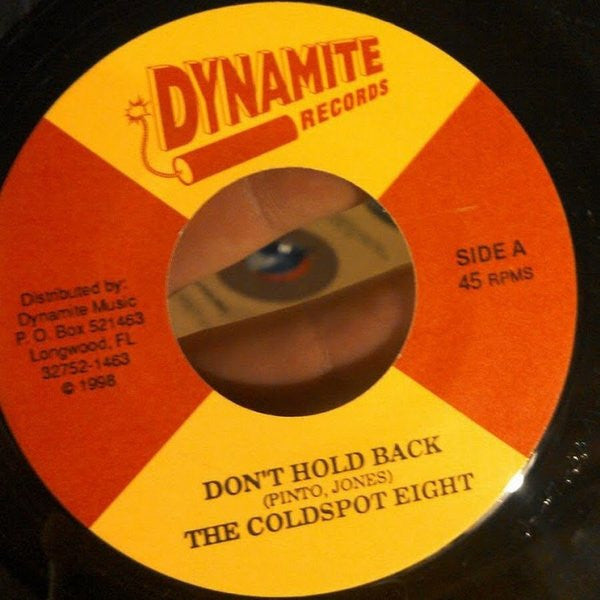 DYNAMITE
RECORDS
SIDE A
45 RPMS
Distributed by:
Dynamite Music
P. O. Box 521463
Longwood, FL
32752-1463
© 1998
DON'T HOLD BACK
(PINTO, JONES)
THE COLDSPOT EIGHT